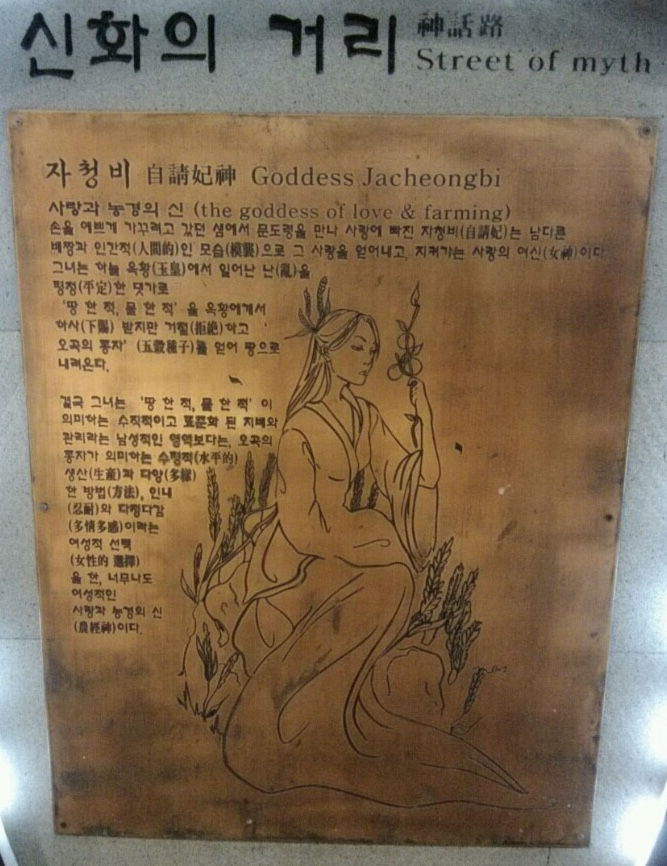 신화의 거리 神話路
Street of myth
자청비 自請妃神 Goddess Jacheongbi
사랑과 농경의 신 (the goddess of love & farming)
손을 예쁘게 가꾸려고 갔던 샘에서 문도령을 만나 사랑에 빠진 자청비(自請妃)는 남다른
배짱과 인간적(人間的)인 모습(模襲)으로 그 사랑을 얻어내고, 지켜가는 사랑의 여신(女神)이다
그녀는 하늘 옥황(玉皇)에서 일어난 난(亂)을
평정(平定)한 댓가로
'땅 한 적, 물 한 적' 을 옥황에게서
하사(下賜) 받지만 거절(拒絶)하고
오곡의 종자' (五穀種子)를 얻어 땅으로
내려온다.
결국 그녀는 '땅 한 적, 물 한 적' 이
의미하는 수직적이고 표준화 된 지배와
관리라는 남성적인 영역보다는, 오곡의
종자가 의미하는 수평적(水平的)
생산(生産)과 다양(多樣)
한 방법(方法), 인내
(忍耐)와 다정다감
(多情多感)이라는
여성적 선택
(女性的 選擇)
을 한, 너무나도
여성적인
사랑과 농경의 신
(農經神)이다.